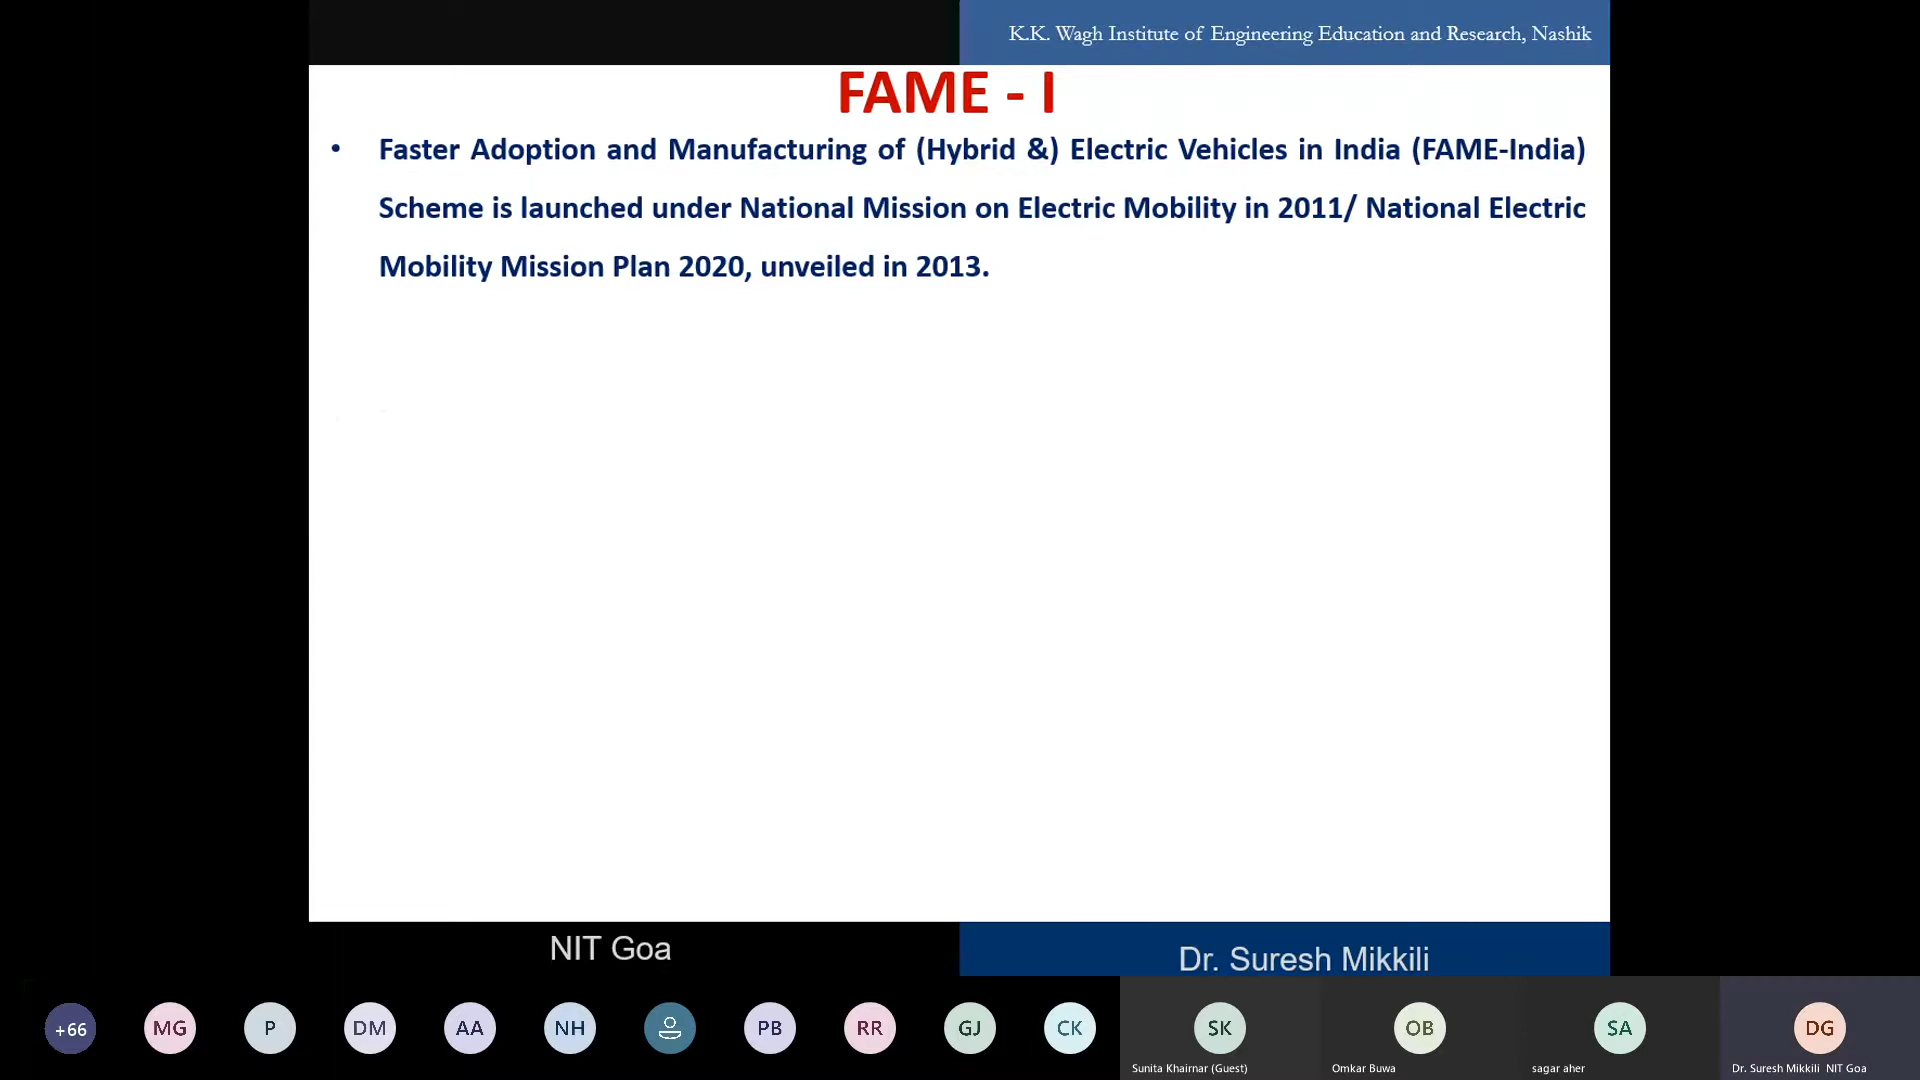 K.K. Wagh Institute of Engineering Education and Research, Nashik
FAME - I
• Faster Adoption and Manufacturing of (Hybrid &) Electric Vehicles in India (FAME-India)
Scheme is launched under National Mission on Electric Mobility in 2011/ National Electric
Mobility Mission Plan 2020, unveiled in 2013.
NIT Goa
Dr. Suresh Mikkili
+66
MG
P
DM
AA
NH
PB
RR
GJ
CK
SK
OB
SA
DG
Sunita Khairnar (Guest)
Omkar Buwa
sagar aher
Dr. Suresh Mikkili NIT Goa